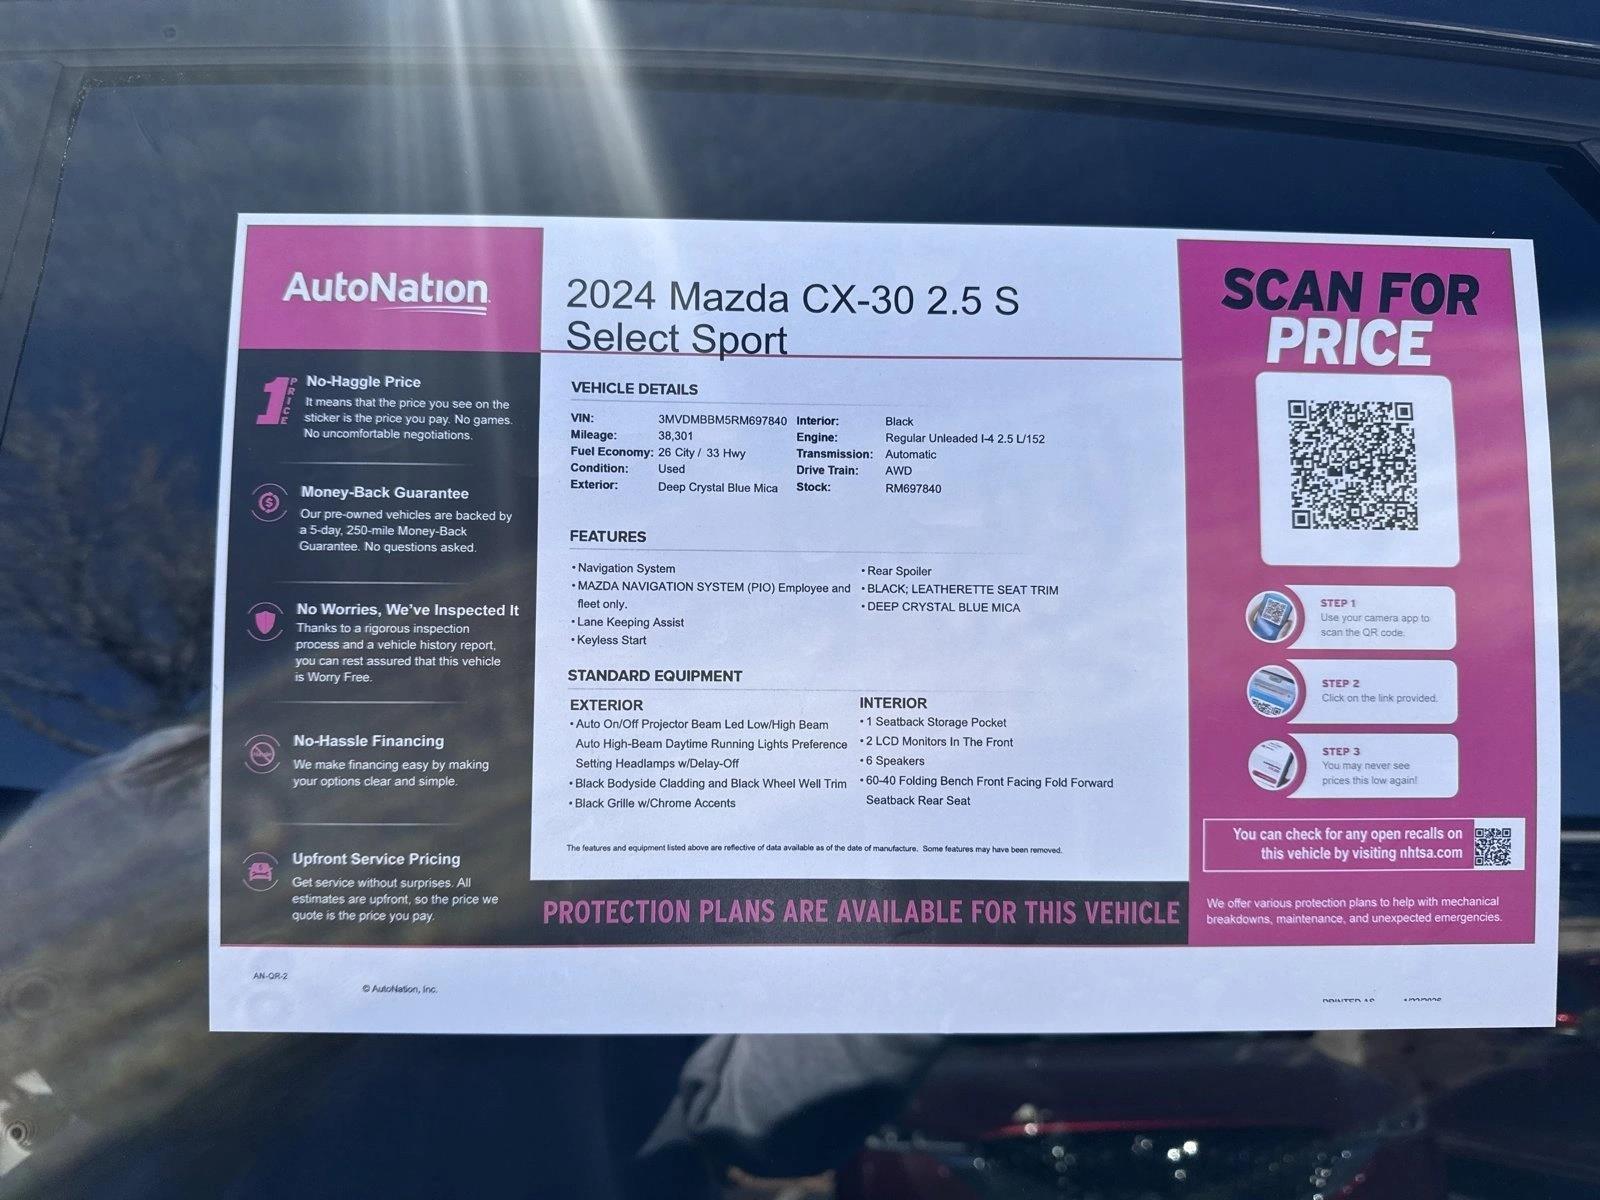 AutoNation
2024 Mazda CX-30 2.5 S
Select Sport
1 PRICE
No-Haggle Price
It means that the price you see on the
sticker is the price you pay. No games.
No uncomfortable negotiations.
Money-Back Guarantee
Our pre-owned vehicles are backed by
a 5-day, 250-mile Money-Back
Guarantee. No questions asked.
No Worries, We've Inspected It
Thanks to a rigorous inspection
process and a vehicle history report,
you can rest assured that this vehicle
is Worry Free.
No-Hassle Financing
We make financing easy by making
your options clear and simple.
Upfront Service Pricing
Get service without surprises. All
estimates are upfront, so the price we
quote is the price you pay.
VEHICLE DETAILS
VIN: 3MVDMBBM5RM697840 Interior: Black
Mileage: 38,301 Engine: Regular Unleaded I-4 2.5 L/152
Fuel Economy: 26 City / 33 Hwy Transmission: Automatic
Condition: Used Drive Train: AWD
Exterior: Deep Crystal Blue Mica Stock: RM697840
FEATURES
• Navigation System
• MAZDA NAVIGATION SYSTEM (PIO) Employee and
fleet only.
• Lane Keeping Assist
• Keyless Start
• Rear Spoiler
• BLACK; LEATHERETTE SEAT TRIM
• DEEP CRYSTAL BLUE MICA
STANDARD EQUIPMENT
EXTERIOR
• Auto On/Off Projector Beam Led Low/High Beam
Auto High-Beam Daytime Running Lights Preference
Setting Headlamps w/Delay-Off
• Black Bodyside Cladding and Black Wheel Well Trim
• Black Grille w/Chrome Accents
INTERIOR
• 1 Seatback Storage Pocket
• 2 LCD Monitors In The Front
• 6 Speakers
• 60-40 Folding Bench Front Facing Fold Forward
Seatback Rear Seat
The features and equipment listed above are reflective of data available as of the date of manufacture. Some features may have been removed.
PROTECTION PLANS ARE AVAILABLE FOR THIS VEHICLE
SCAN FOR
PRICE
STEP 1
Use your camera app to
scan the QR code.
STEP 2
Click on the link provided.
STEP 3
You may never see
prices this low again!
You can check for any open recalls on
this vehicle by visiting nhtsa.com
We offer various protection plans to help with mechanical
breakdowns, maintenance, and unexpected emergencies.
AN-QR-2
© AutoNation, Inc.